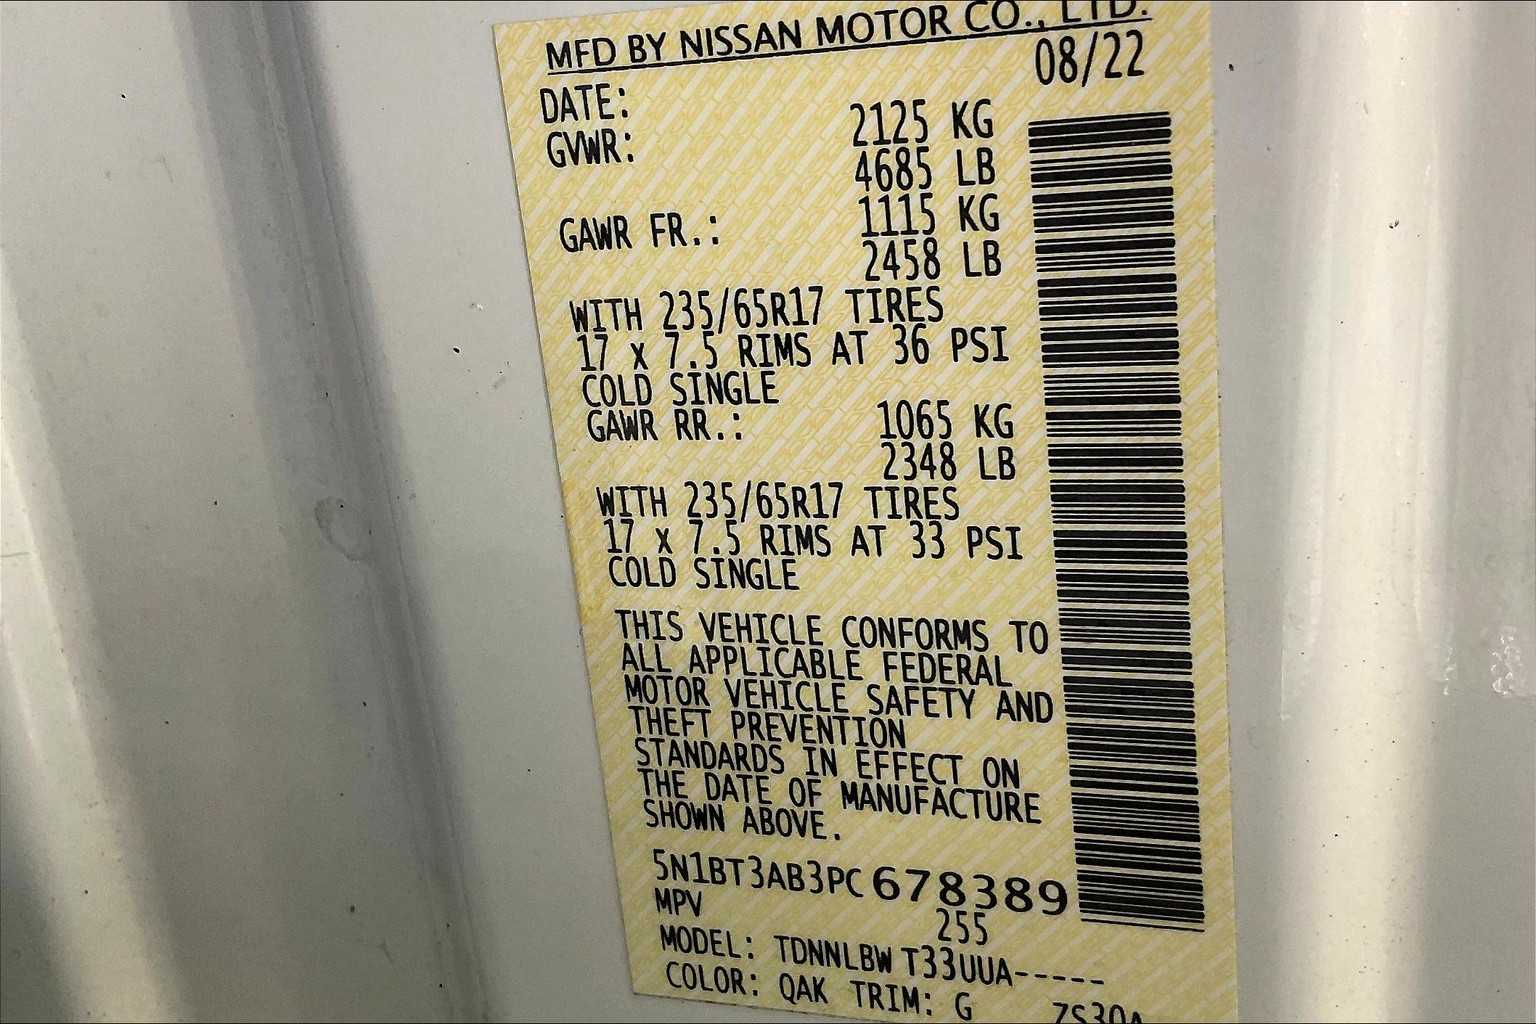 MFD BY NISSAN MOTOR CO., LTD.
DATE: 08/22
GVWR: 2125 KG
4685 LB
GAWR FR.: 1115 KG
2458 LB
WITH 235/65R17 TIRES
17 x 7.5 RIMS AT 36 PSI
COLD SINGLE
GAWR RR.: 1065 KG
2348 LB
WITH 235/65R17 TIRES
17 x 7.5 RIMS AT 33 PSI
COLD SINGLE
THIS VEHICLE CONFORMS TO
ALL APPLICABLE FEDERAL
MOTOR VEHICLE SAFETY AND
THEFT PREVENTION
STANDARDS IN EFFECT ON
THE DATE OF MANUFACTURE
SHOWN ABOVE.
5N1BT3AB3PC678389
MPV 255
MODEL: TDNNLBW T33UUA-----
COLOR: QAK TRIM: G